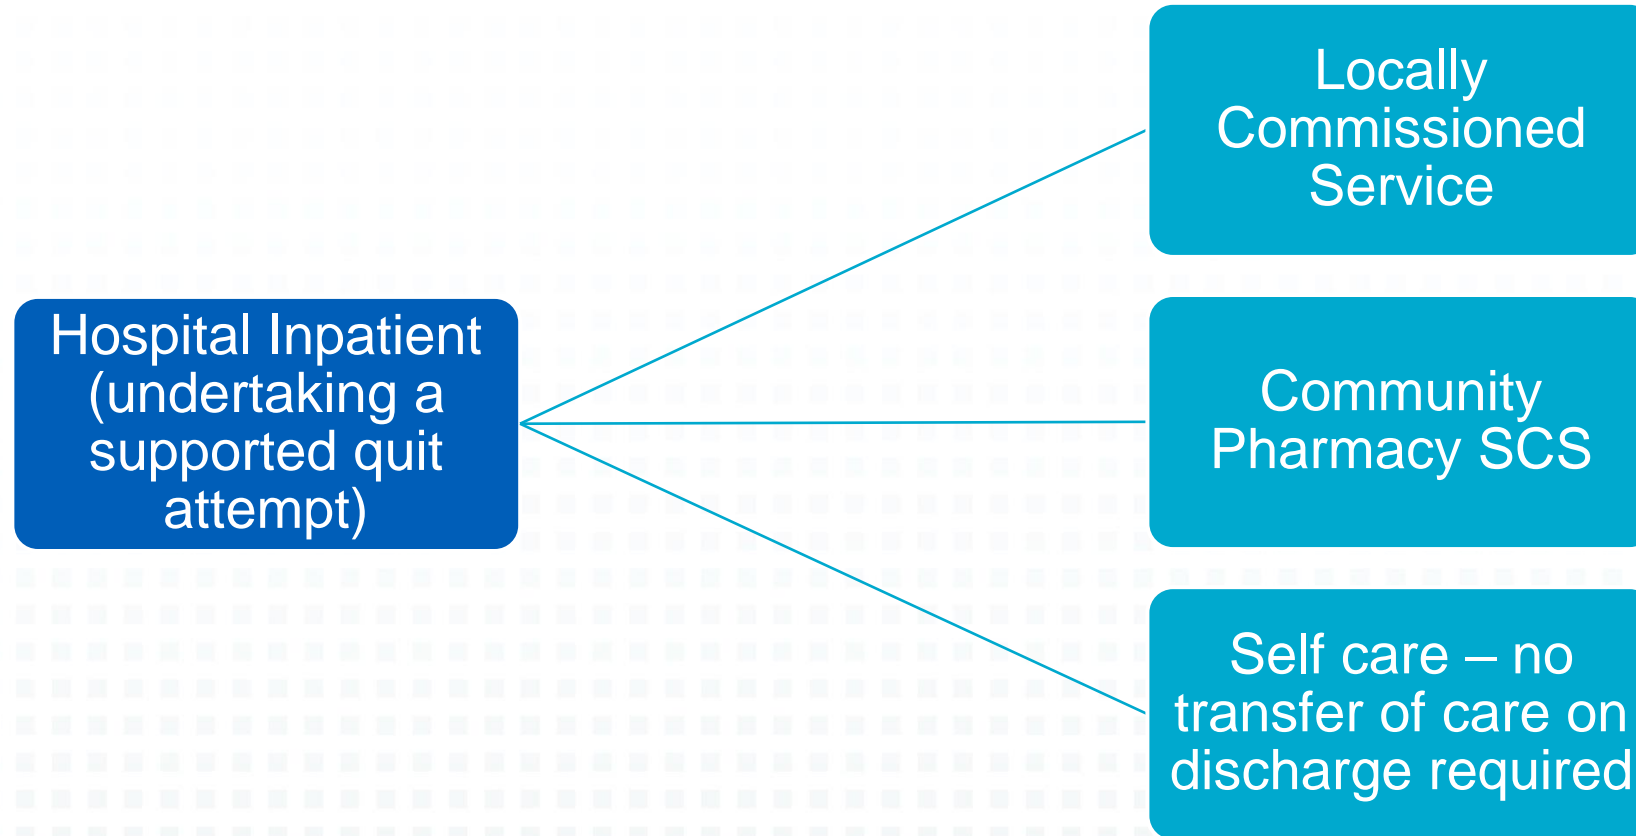 Locally
Commissioned
Service
Hospital Inpatient
(undertaking a
supported quit
attempt)
Community
Pharmacy SCS
Self care – no
transfer of care on
discharge required